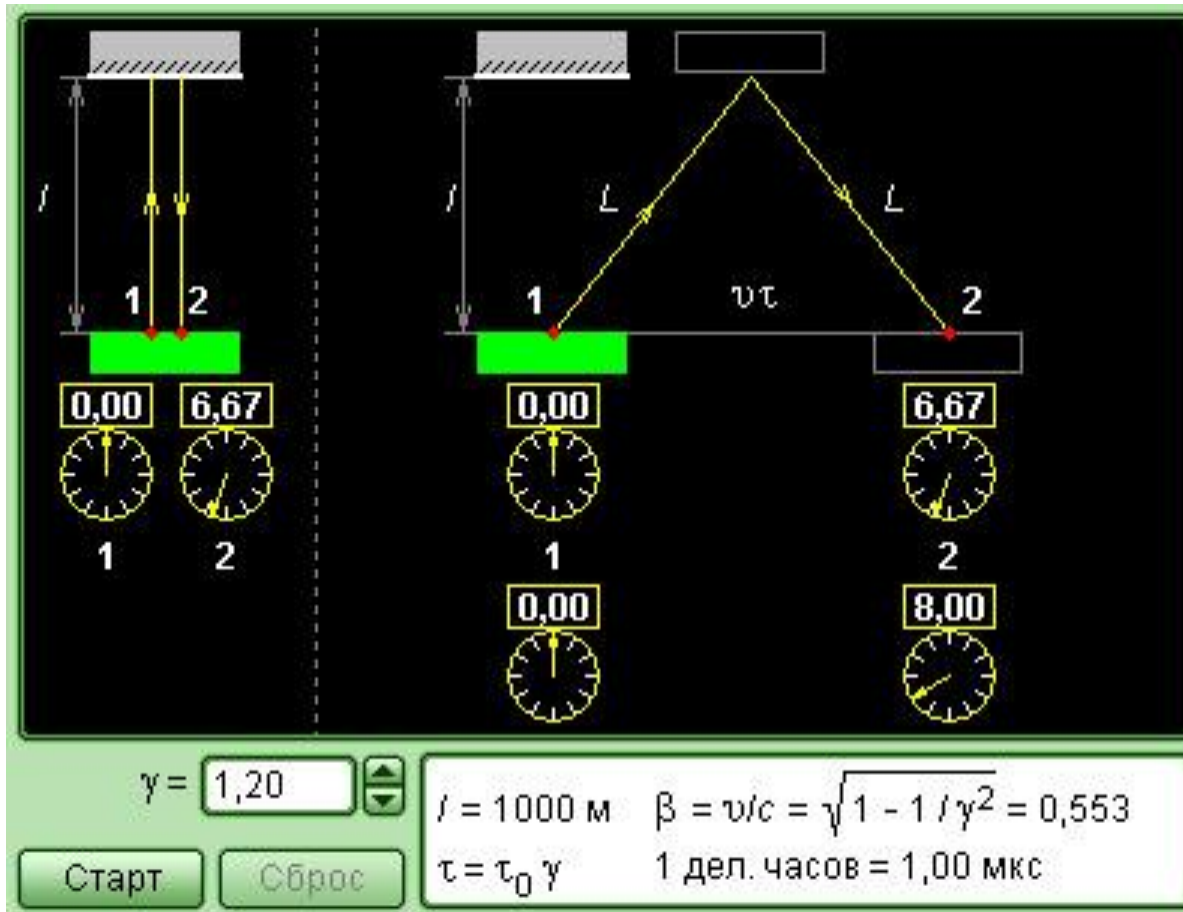 l l
L L
1 2 1 υτ 2
0,00 6,67 0,00 6,67
1 2 1 2
0,00 8,00
γ = 1,20
l = 1000 м β = υ/c = √1 - 1 / γ² = 0,553
τ = τ₀ γ 1 дел. часов = 1,00 мкс
Старт Сброс